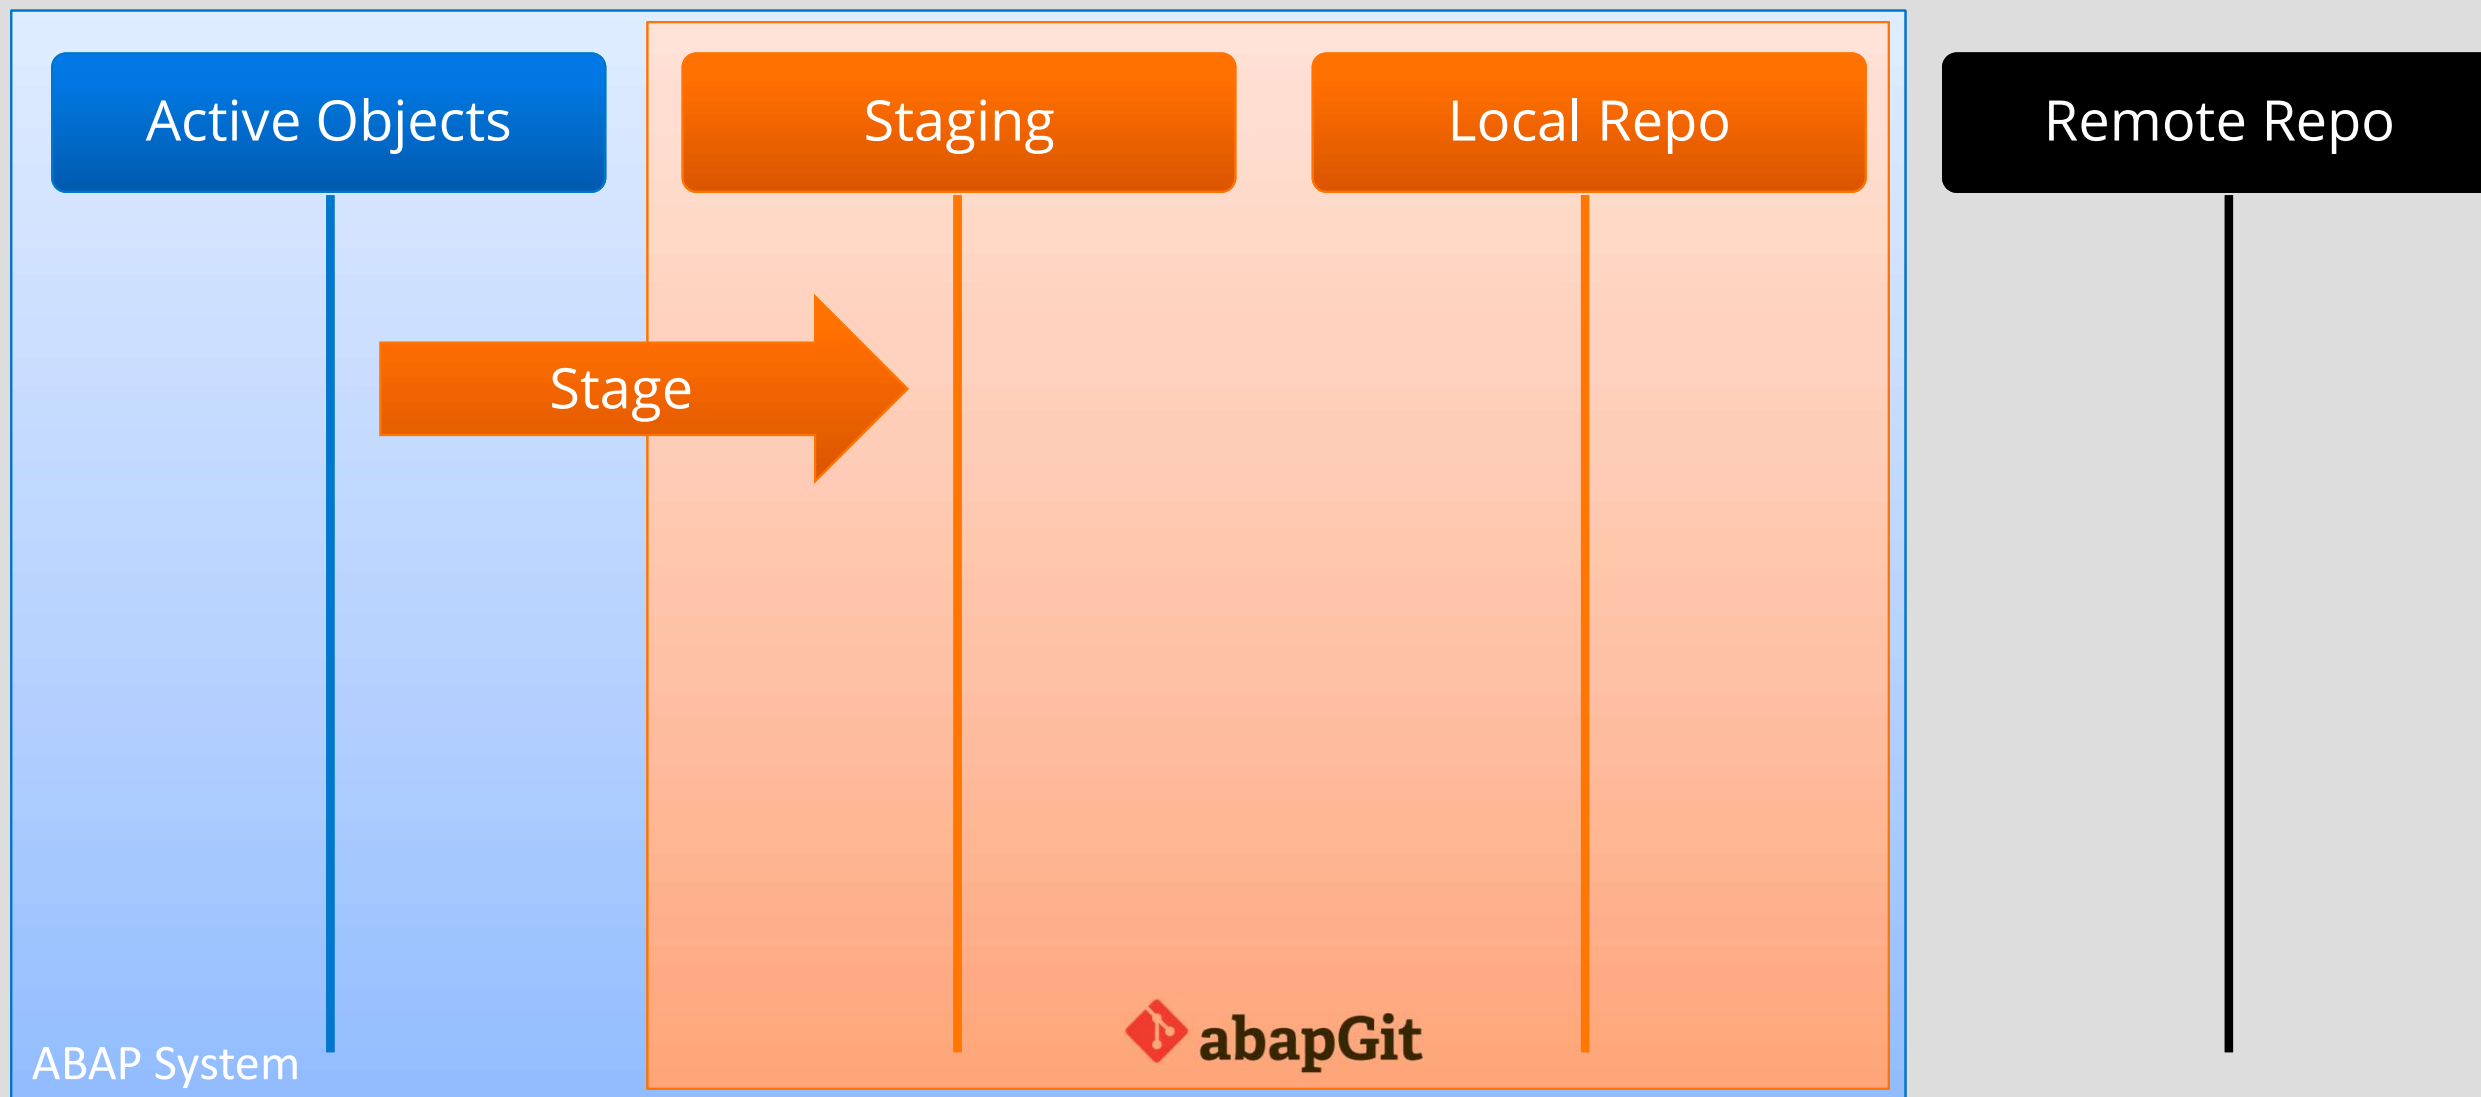 Active Objects
Staging
Local Repo
Remote Repo
Stage
abapGit
ABAP System